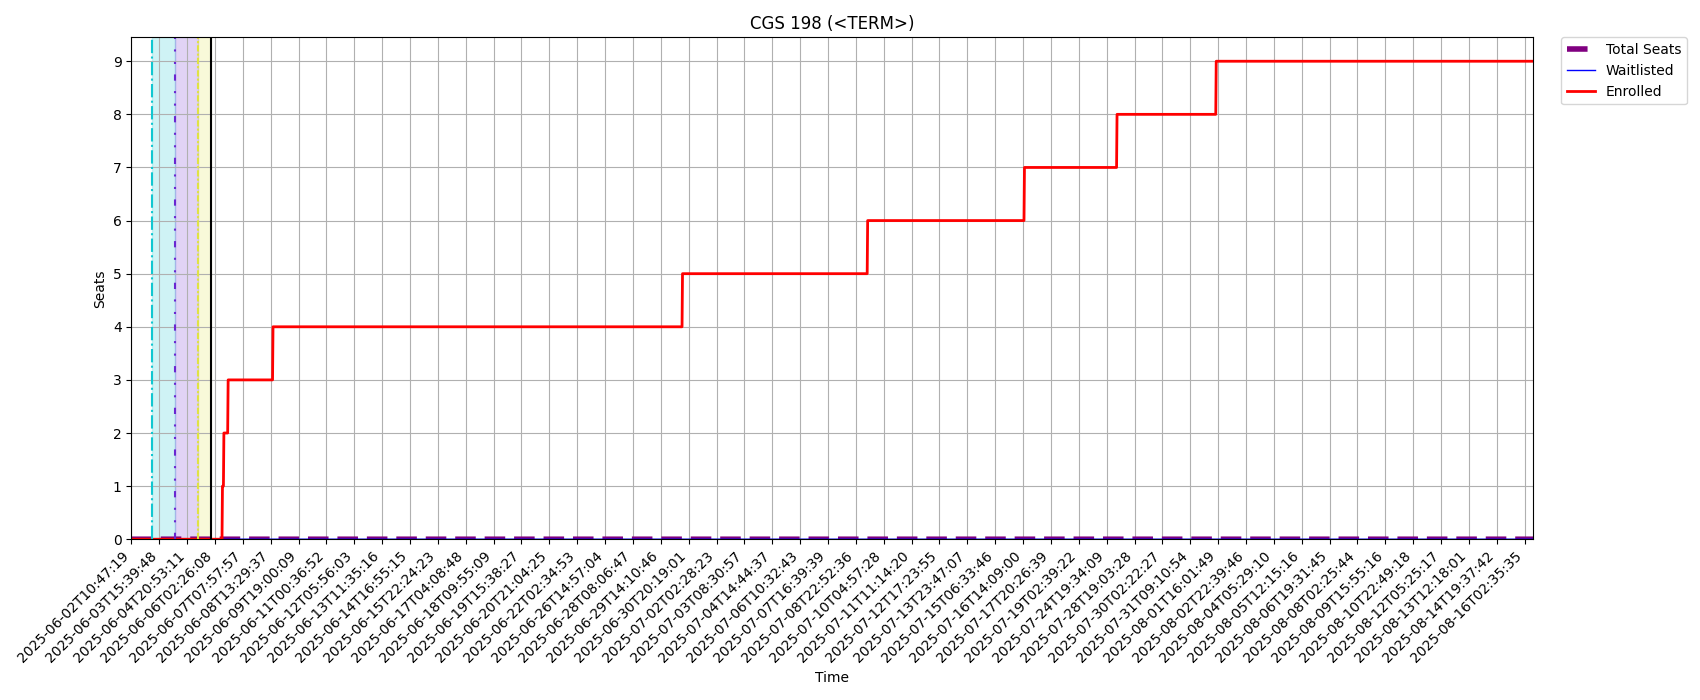 CGS 198 (<TERM>)
Total Seats
Waitlisted
Enrolled
Seats
9
8
7
6
5
4
3
2
1
0
2025-06-02T10:47:19
2025-06-03T15:39:48
2025-06-04T20:53:11
2025-06-06T02:26:08
2025-06-07T07:57:57
2025-06-08T13:29:37
2025-06-09T19:00:09
2025-06-11T00:36:52
2025-06-12T05:56:03
2025-06-13T11:35:16
2025-06-14T16:55:15
2025-06-15T22:24:23
2025-06-17T04:08:48
2025-06-18T09:55:09
2025-06-19T15:38:27
2025-06-20T21:04:25
2025-06-22T02:34:53
2025-06-26T14:57:04
2025-06-28T08:06:47
2025-06-29T14:10:46
2025-06-30T20:19:01
2025-07-02T02:28:23
2025-07-03T08:30:57
2025-07-04T14:44:37
2025-07-06T10:32:43
2025-07-07T16:39:39
2025-07-08T22:52:36
2025-07-10T04:57:28
2025-07-11T11:14:20
2025-07-12T17:23:55
2025-07-13T23:47:07
2025-07-15T06:33:46
2025-07-16T14:09:00
2025-07-17T20:26:39
2025-07-19T02:39:22
2025-07-24T19:34:09
2025-07-28T19:03:28
2025-07-30T02:22:27
2025-07-31T09:10:54
2025-08-01T16:01:49
2025-08-02T22:39:46
2025-08-04T05:29:10
2025-08-05T12:15:16
2025-08-06T19:31:45
2025-08-08T02:25:44
2025-08-09T15:55:16
2025-08-10T22:49:18
2025-08-12T05:25:17
2025-08-13T12:18:01
2025-08-14T19:37:42
2025-08-16T02:35:35
Time